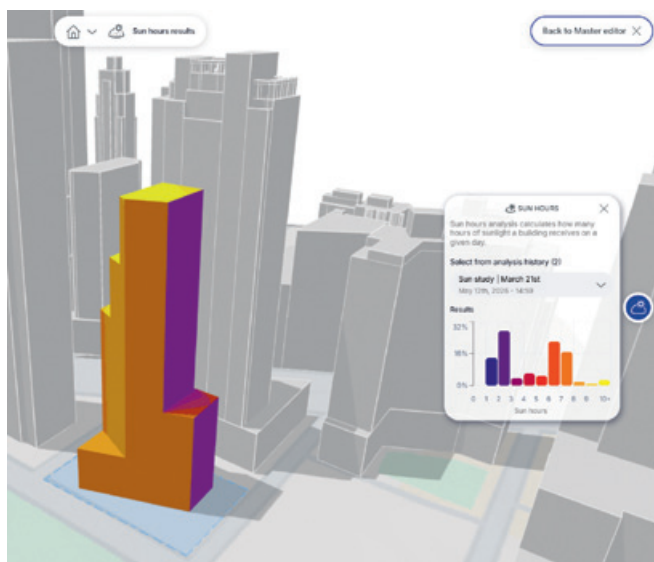 Sun hours results
Back to Master editor
SUN HOURS
Sun hours analysis calculates how many
hours of sunlight a building receives on a
given day.
Select from analysis history (2)
Sun study | March 21st
May 12th, 2025 - 14:59
Results
32%
16%
0%
0 1 2 3 4 5 6 7 8 9 10+
Sun hours